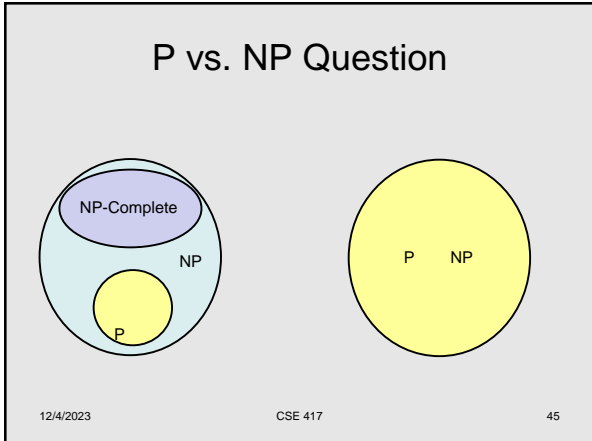 P vs. NP Question
NP-Complete
NP
P
P NP
12/4/2023 CSE 417 45